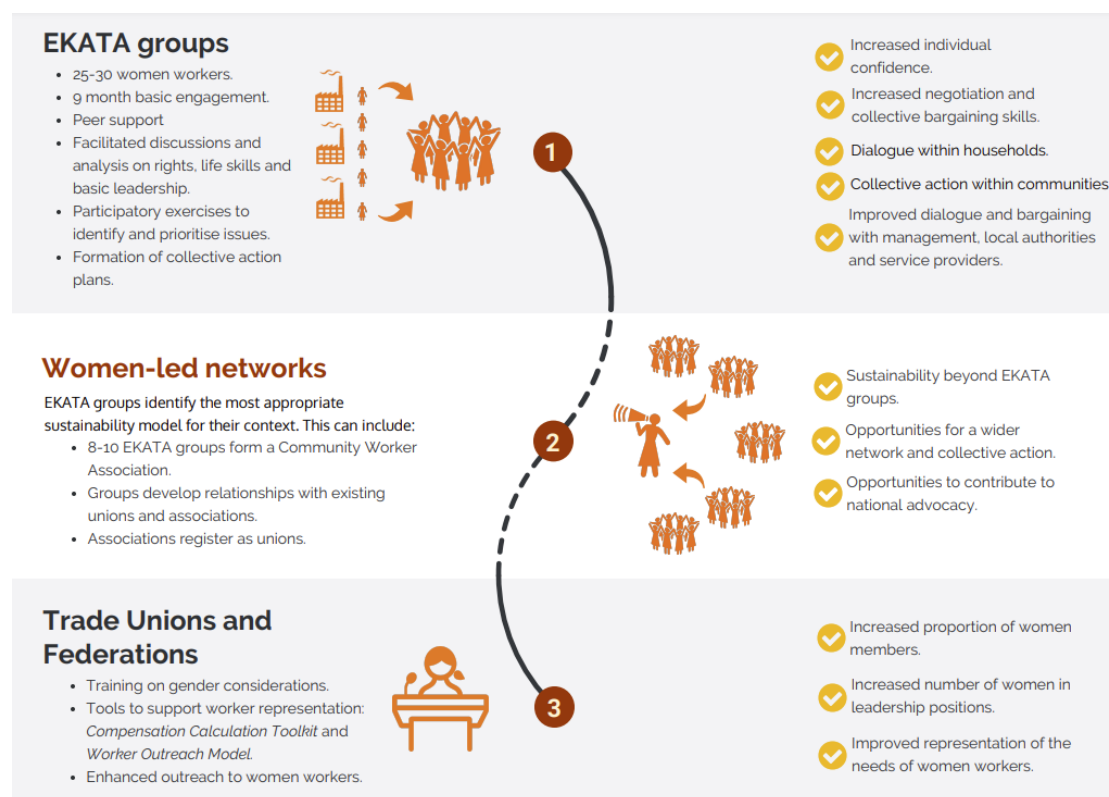 EKATA groups
25-30 women workers.
9 month basic engagement.
Peer support
Facilitated discussions and
analysis on rights, life skills and
basic leadership.
Participatory exercises to
identify and prioritise issues.
Formation of collective action
plans.
1
Increased individual
confidence.
Increased negotiation and
collective bargaining skills.
Dialogue within households.
Collective action within communities
Improved dialogue and bargaining
with management, local authorities
and service providers.
Women-led networks
EKATA groups identify the most appropriate
sustainability model for their context. This can include:
8-10 EKATA groups form a Community Worker
Association.
Groups develop relationships with existing
unions and associations.
Associations register as unions.
2
Sustainability beyond EKATA
groups.
Opportunities for a wider
network and collective action.
Opportunities to contribute to
national advocacy.
Trade Unions and
Federations
Training on gender considerations.
Tools to support worker representation:
Compensation Calculation Toolkit and
Worker Outreach Model.
Enhanced outreach to women workers.
3
Increased proportion of women
members.
Increased number of women in
leadership positions.
Improved representation of the
needs of women workers.